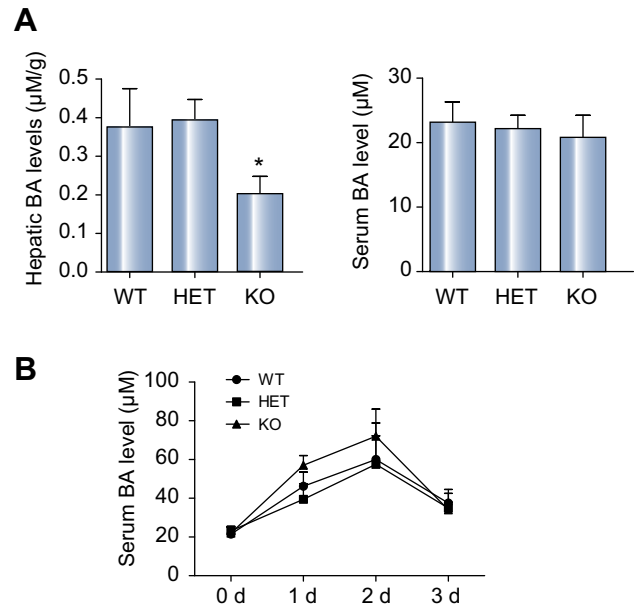 A
Hepatic BA levels (µM/g)
0.5
0.4
0.3
0.2
0.1
0.0
*
WT HET KO
Serum BA level (µM)
30
20
10
0
WT HET KO
B
Serum BA level (µM)
100
80
60
40
20
0
WT
HET
KO
0 d 1 d 2 d 3 d